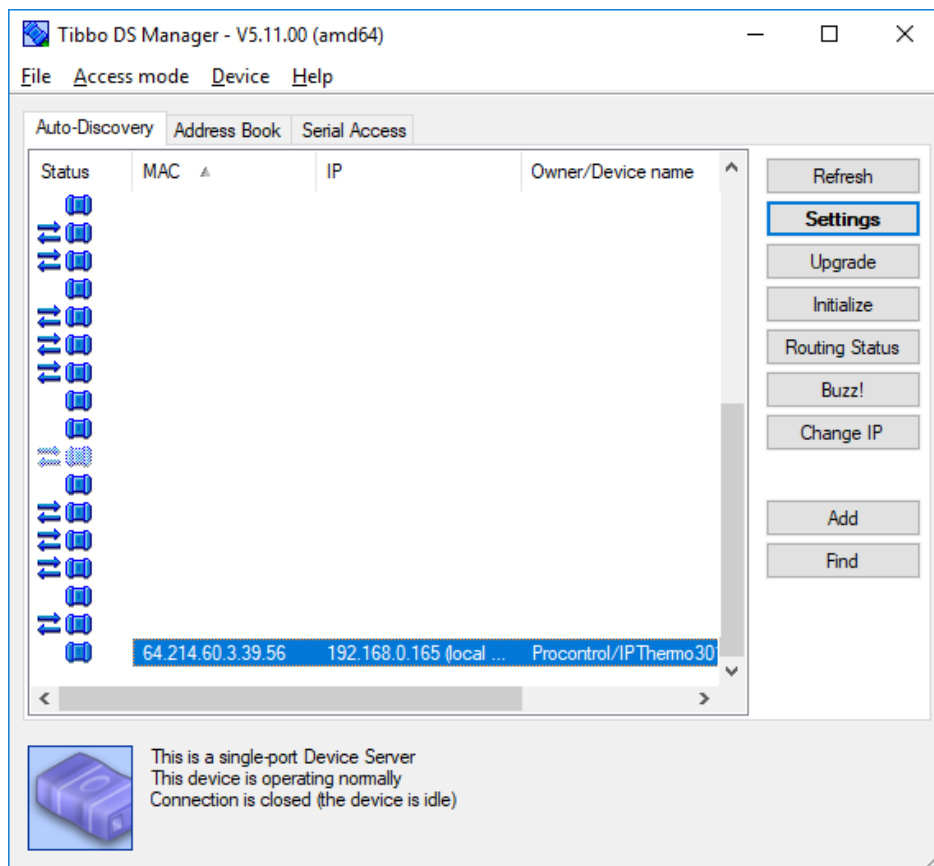 Tibbo DS Manager - V5.11.00 (amd64)
File Access mode Device Help
Auto-Discovery Address Book Serial Access
Status MAC IP Owner/Device name
Refresh
Settings
Upgrade
Initialize
Routing Status
Buzz!
Change IP
Add
Find
64.214.60.3.39.56 192.168.0.165 (local ... Procontrol/IPThermo301
This is a single-port Device Server
This device is operating normally
Connection is closed (the device is idle)